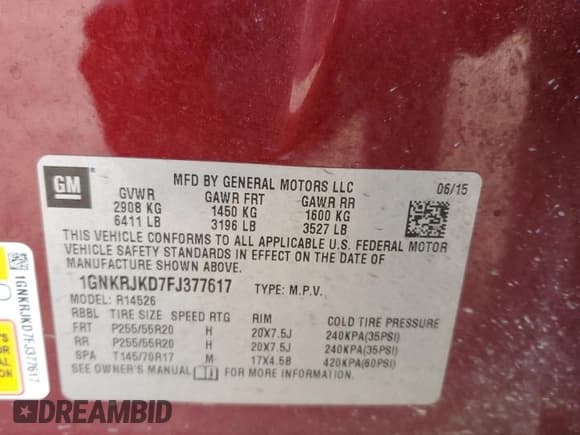 GM ®
MFD BY GENERAL MOTORS LLC
06/15
GVWR GAWR FRT GAWR RR
2908 KG 1450 KG 1600 KG
6411 LB 3196 LB 3527 LB
THIS VEHICLE CONFORMS TO ALL APPLICABLE U.S. FEDERAL MOTOR
VEHICLE SAFETY STANDARDS IN EFFECT ON THE DATE OF
MANUFACTURE SHOWN ABOVE.
1GNKRJKD7FJ377617 TYPE: M.P.V.
MODEL: R14526
RBBL TIRE SIZE SPEED RTG RIM COLD TIRE PRESSURE
FRT P255/55R20 H 20X7.5J 240KPA(35PSI)
RR P255/55R20 H 20X7.5J 240KPA(35PSI)
SPA T145/70R17 M 17X4.5B 420KPA(60PSI)
SEE OWNER'S MANUAL FOR MORE INFORMATION
1GNKRJKD7FJ377617
DREAMBID